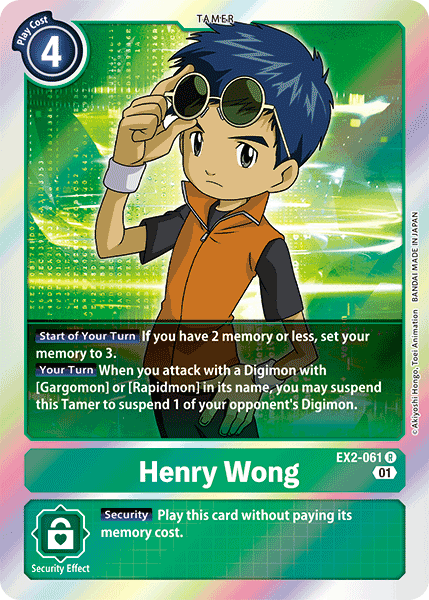 TAMER
Play Cost
4
Start of Your Turn If you have 2 memory or less, set your
memory to 3.
Your Turn When you attack with a Digimon with
[Gargomon] or [Rapidmon] in its name, you may suspend
this Tamer to suspend 1 of your opponent's Digimon.
©Akiyoshi Hongo, Toei Animation BANDAI MADE IN JAPAN
EX2-061 R
Henry Wong
01
Security Play this card without paying its
memory cost.
Security Effect